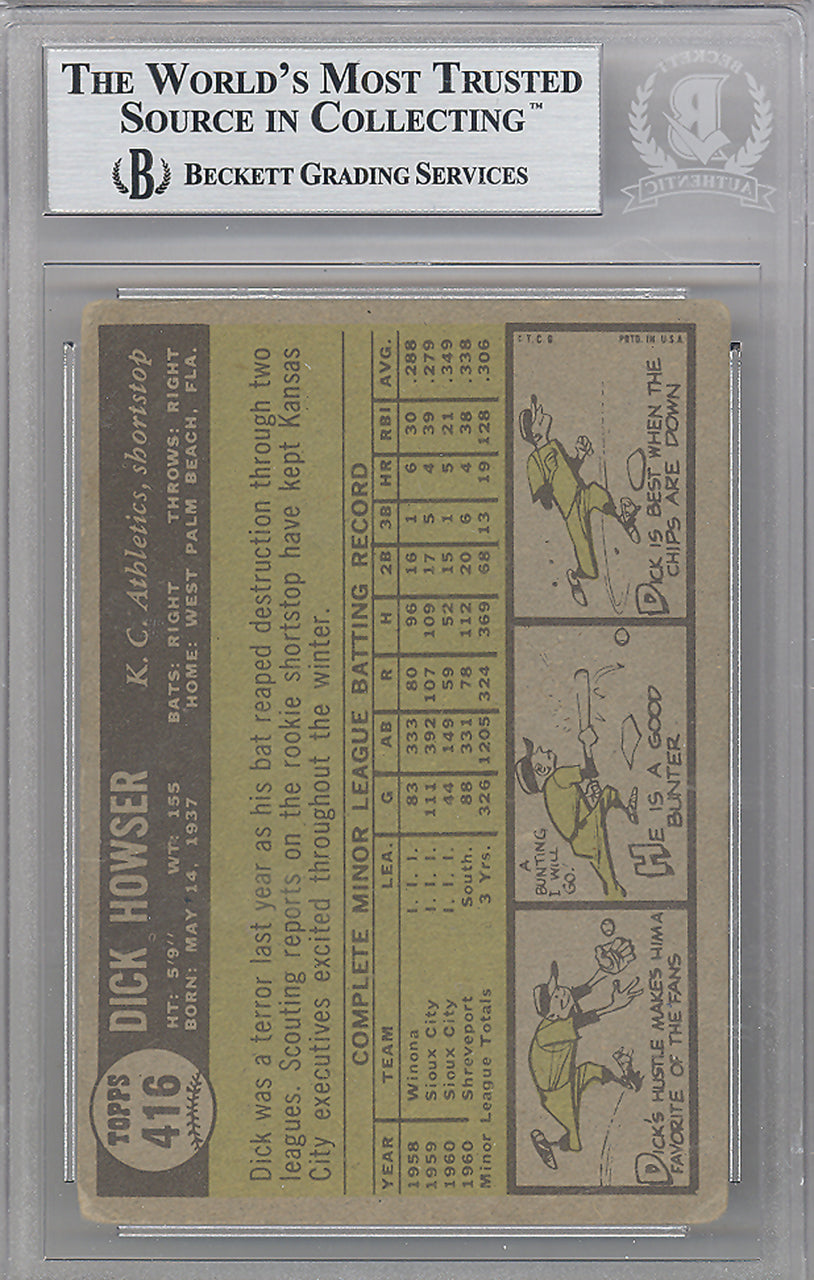 THE WORLD'S MOST TRUSTED
SOURCE IN COLLECTING™
B BECKETT GRADING SERVICES
BECKETT
B
AUTHENTIC
TOPPS
416
DICK HOWSER
K. C. Athletics, shortstop
HT: 5'9" WT: 155 BATS: RIGHT THROWS: RIGHT
BORN: MAY 14, 1937 HOME: WEST PALM BEACH, FLA.
Dick was a terror last year as his bat reaped destruction through two
leagues. Scouting reports on the rookie shortstop have kept Kansas
City executives excited throughout the winter.
COMPLETE MINOR LEAGUE BATTING RECORD
YEAR TEAM LEA. G AB R H 2B 3B HR RBI AVG.
1958 Winona I. I. I. 83 333 80 96 16 1 6 30 .288
1959 Sioux City I. I. I. 111 392 107 109 17 5 4 39 .279
1960 Sioux City I. I. I. 44 149 59 52 15 1 5 21 .349
1960 Shreveport South. 88 331 78 112 20 6 4 38 .338
Minor League Totals 3 Yrs. 326 1205 324 369 68 13 19 128 .306
DICK'S HUSTLE MAKES HIM A
FAVORITE OF THE FANS
A
BUNTING
I WILL
GO!
HE IS A GOOD
BUNTER
© T.C.G. PRTD. IN U.S.A.
DICK IS BEST WHEN THE
CHIPS ARE DOWN